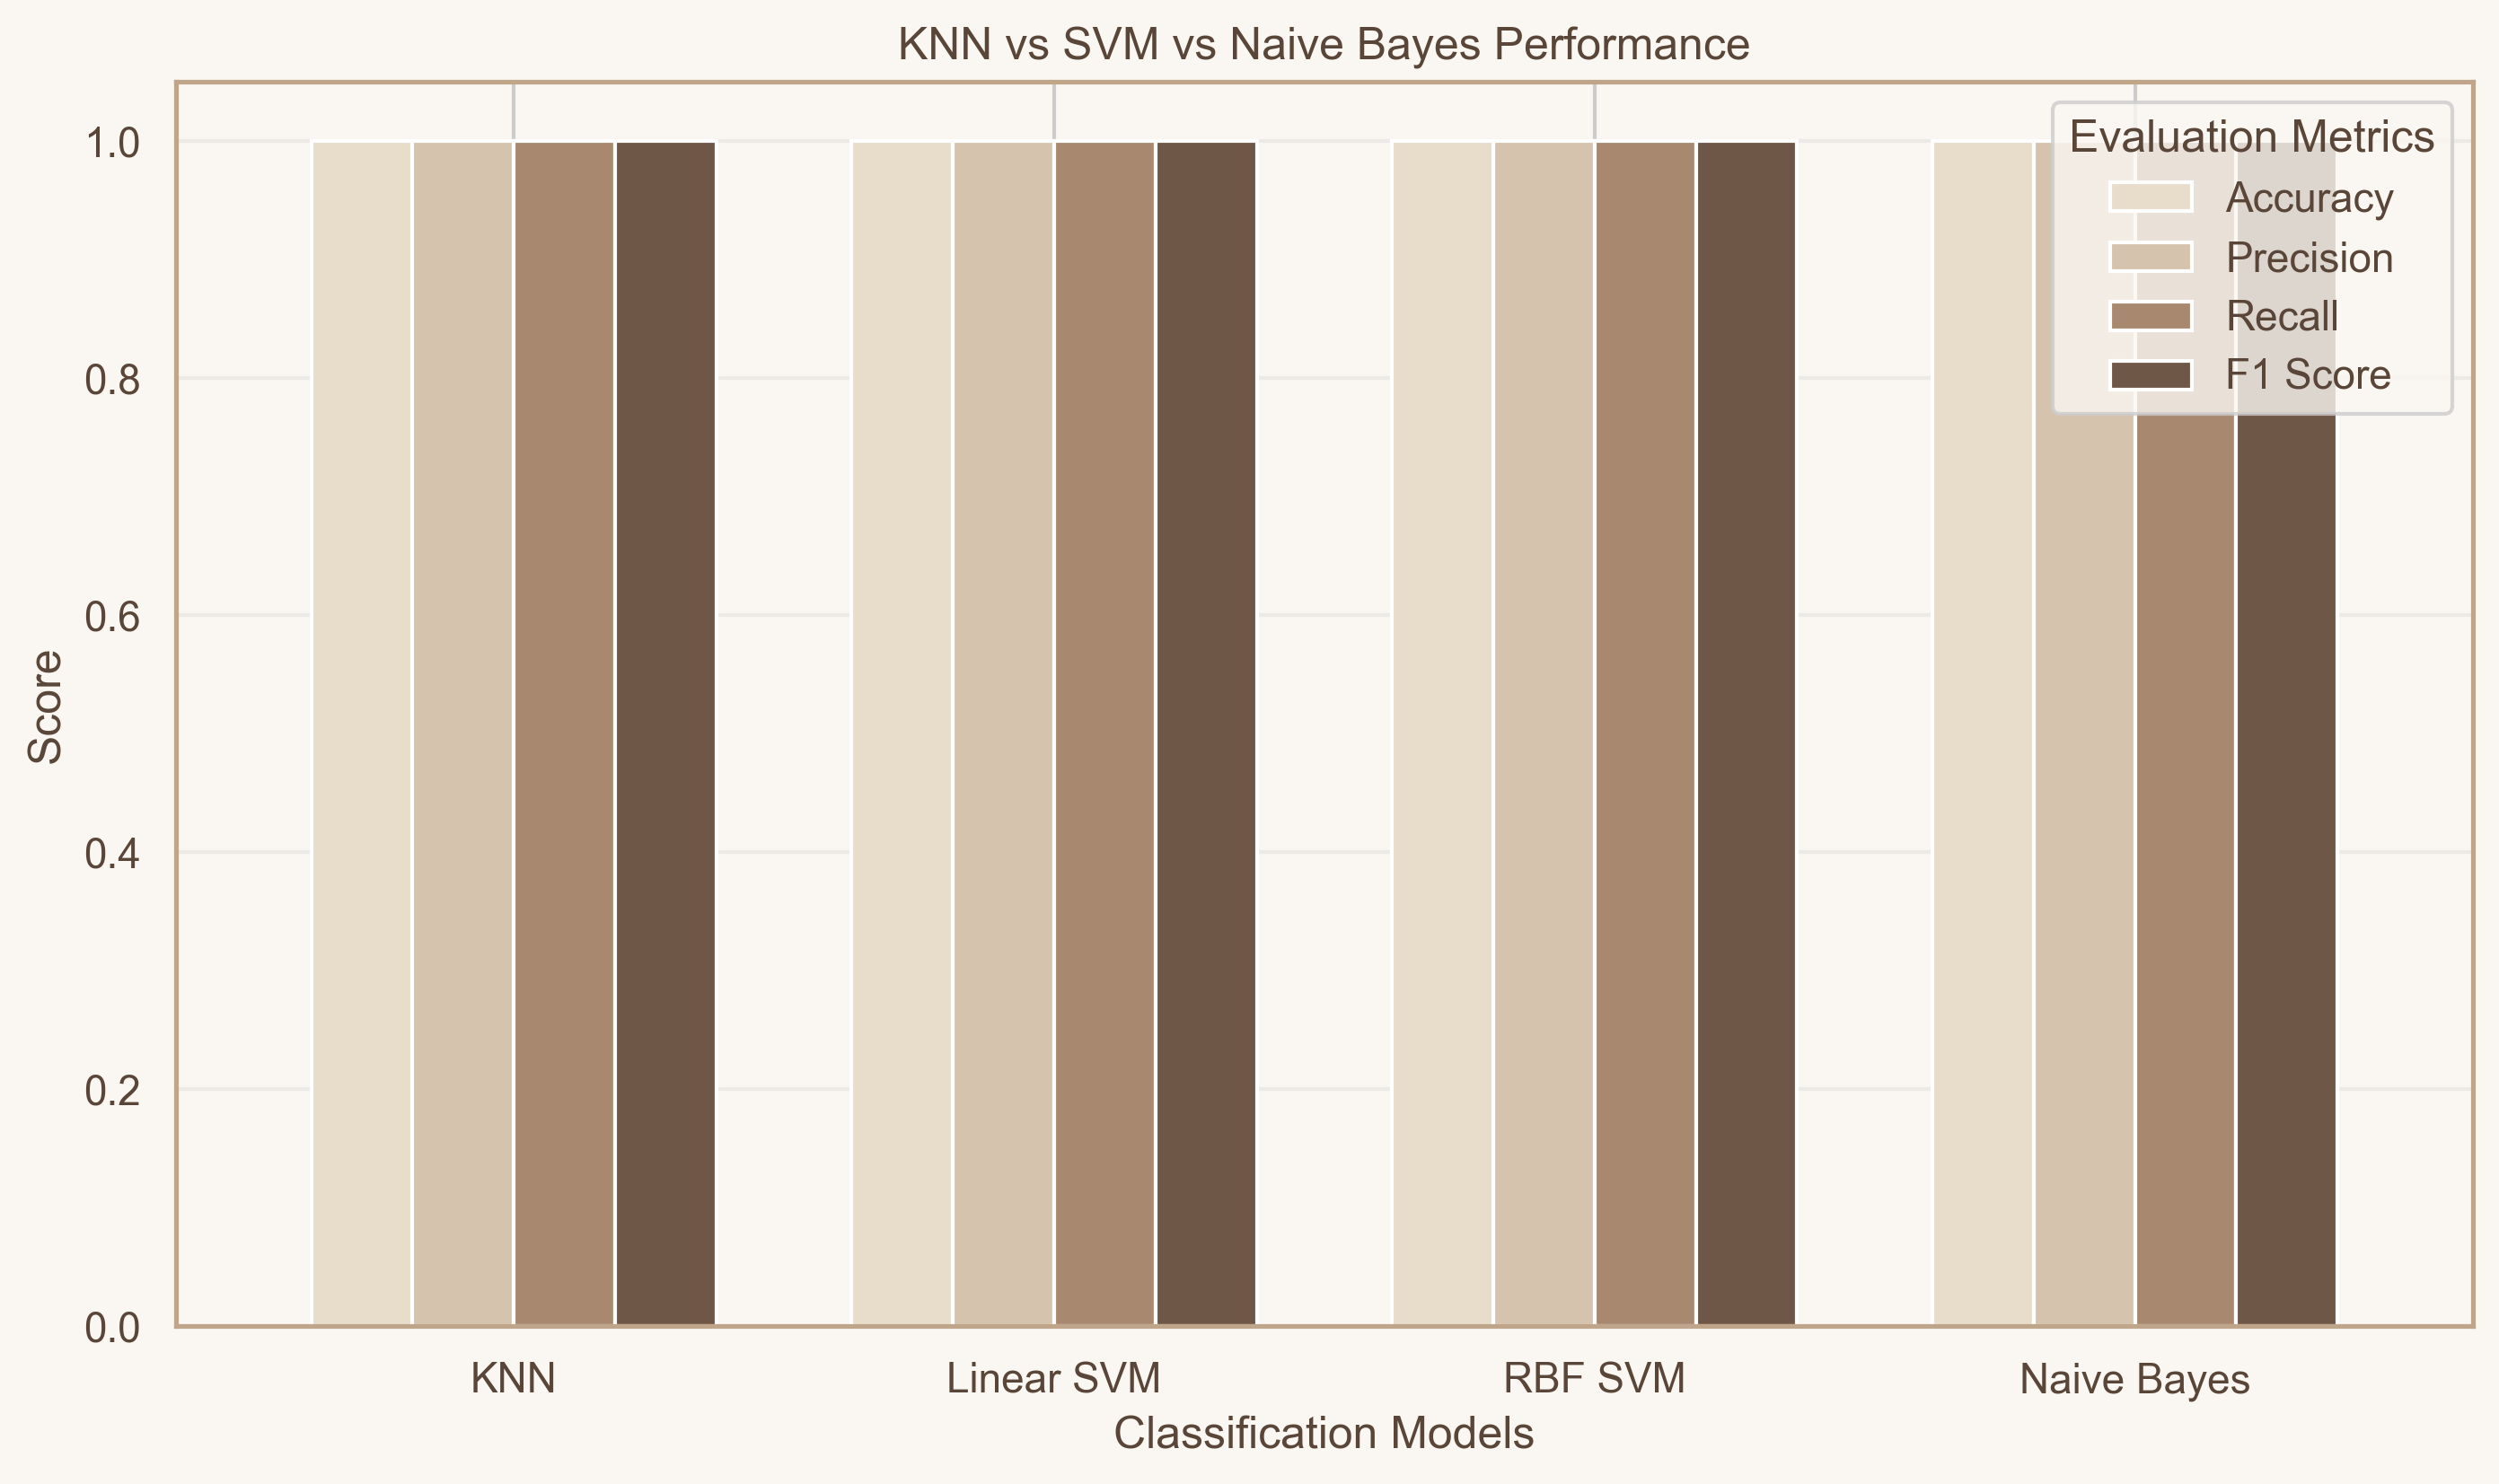 KNN vs SVM vs Naive Bayes Performance
Evaluation Metrics
Accuracy
Precision
Recall
F1 Score
Score
1.0
0.8
0.6
0.4
0.2
0.0
KNN
Linear SVM
RBF SVM
Naive Bayes
Classification Models